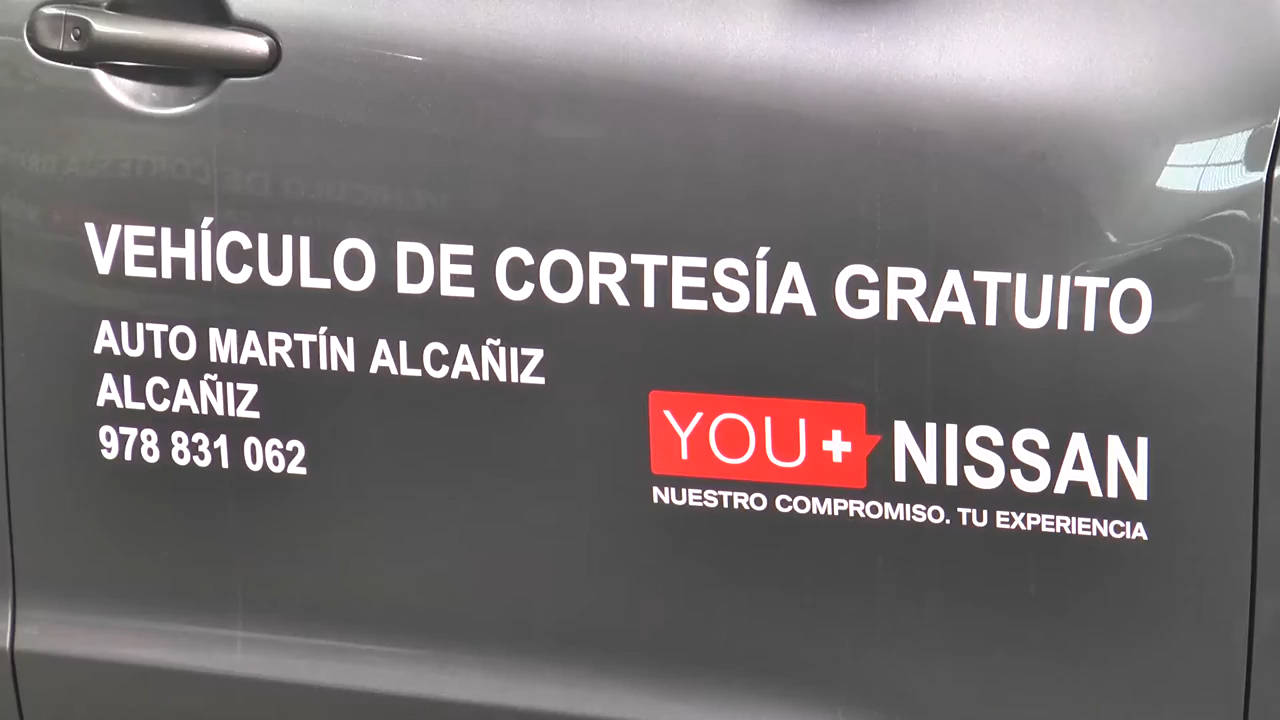 VEHÍCULO DE CORTESÍA GRATUITO
AUTO MARTÍN ALCAÑIZ
ALCAÑIZ
978 831 062
YOU+ NISSAN
NUESTRO COMPROMISO. TU EXPERIENCIA